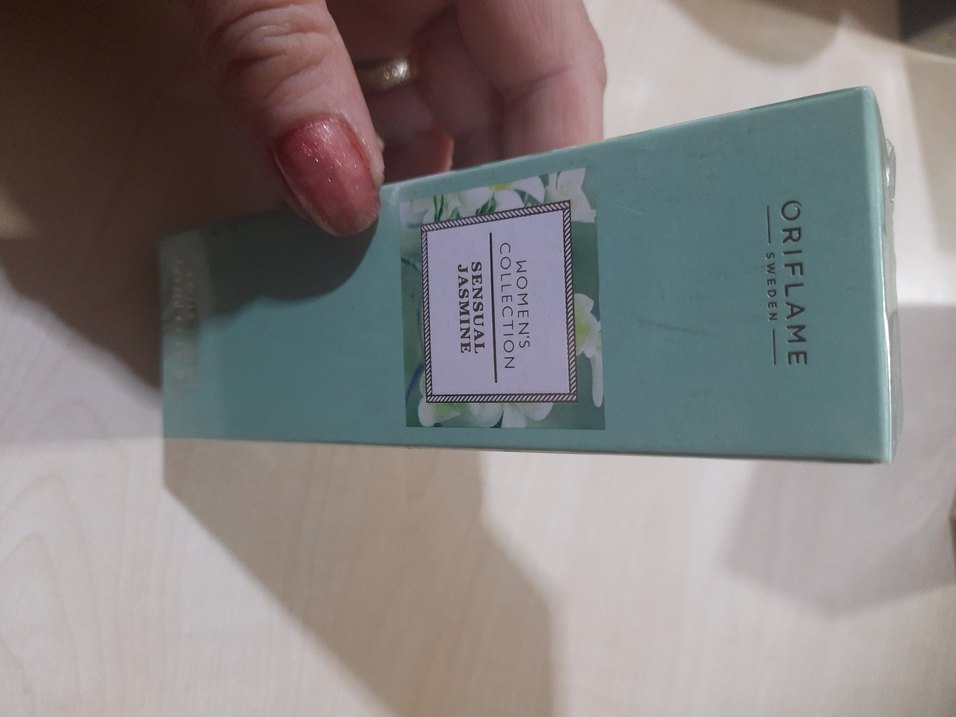 ORIFLAME
SWEDEN
WOMEN'S
COLLECTION
SENSUAL
JASMINE